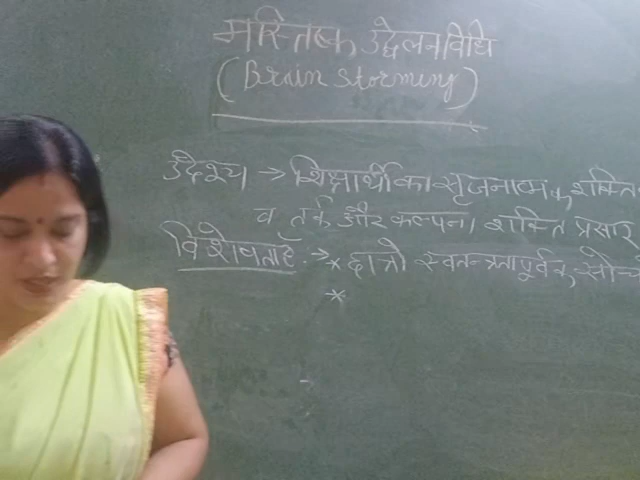 मस्तिष्क उद्वेलन विधि
(Brain storming)
उद्देश्य → शिक्षार्थी का सृजनात्मक शक्ति
व तर्क और कल्पना शक्ति प्रसार
विशेषताएं → * छात्रो स्वतन्त्रतापूर्वक सोच
*